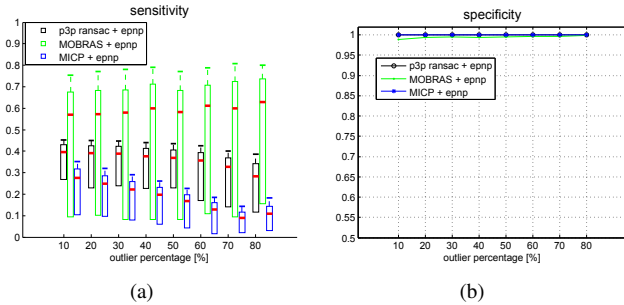 sensitivity
1
0.9
0.8
0.7
0.6
0.5
0.4
0.3
0.2
0.1
0
p3p ransac + epnp
MOBRAS + epnp
MICP + epnp
10 20 30 40 50 60 70 80
outlier percentage [%]
(a)
specificity
1
0.95
0.9
0.85
0.8
0.75
0.7
0.65
0.6
0.55
0.5
p3p ransac + epnp
MOBRAS + epnp
MICP + epnp
b. 10 20 30 40 50 60 70 80
outlier percentage [%]
(b)